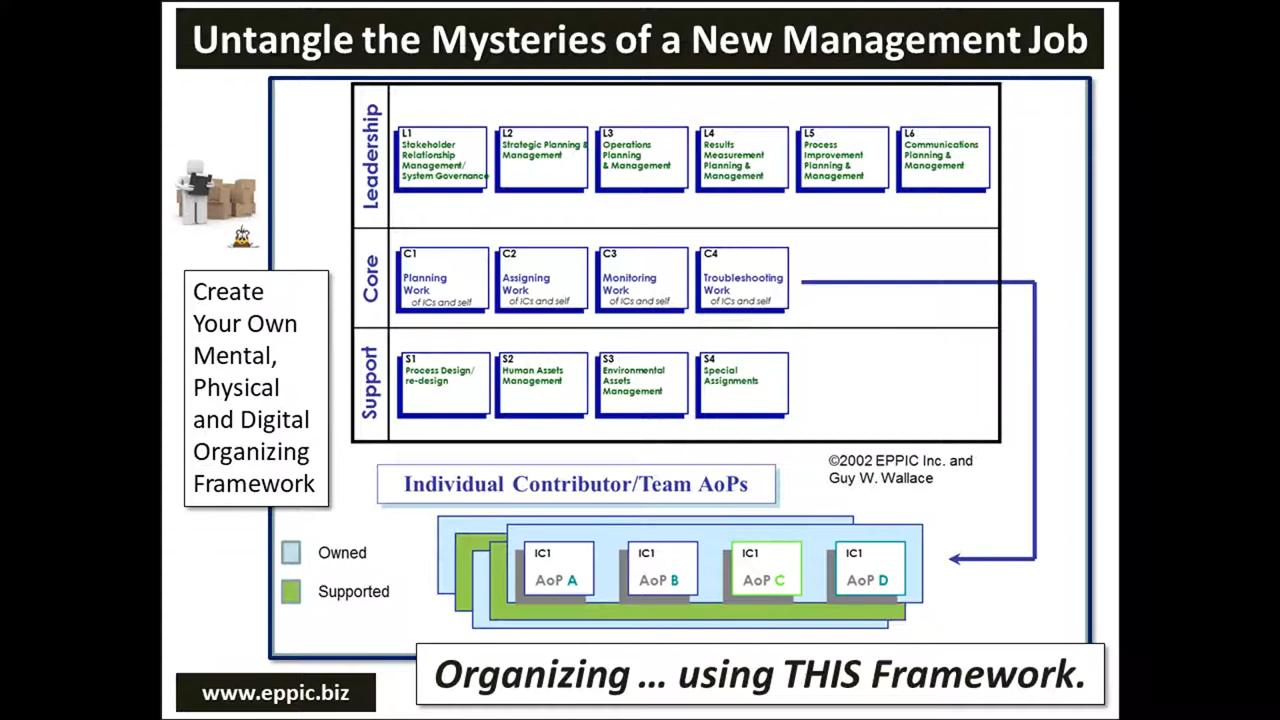 Untangle the Mysteries of a New Management Job
Leadership
L1
Stakeholder
Relationship
Management/
System Governance
L2
Strategic Planning &
Management
L3
Operations
Planning
& Management
L4
Results
Measurement
Planning &
Management
L5
Process
Improvement
Planning &
Management
L6
Communications
Planning &
Management
Core
C1
Planning
Work
of ICs and self
C2
Assigning
Work
of ICs and self
C3
Monitoring
Work
of ICs and self
C4
Troubleshooting
Work
of ICs and self
Support
S1
Process Design/
re-design
S2
Human Assets
Management
S3
Environmental
Assets
Management
S4
Special
Assignments
Create
Your Own
Mental,
Physical
and Digital
Organizing
Framework
©2002 EPPIC Inc. and
Guy W. Wallace
Individual Contributor/Team AoPs
Owned
Supported
IC1
AoP A
IC1
AoP B
IC1
AoP C
IC1
AoP D
Organizing ... using THIS Framework.
www.eppic.biz